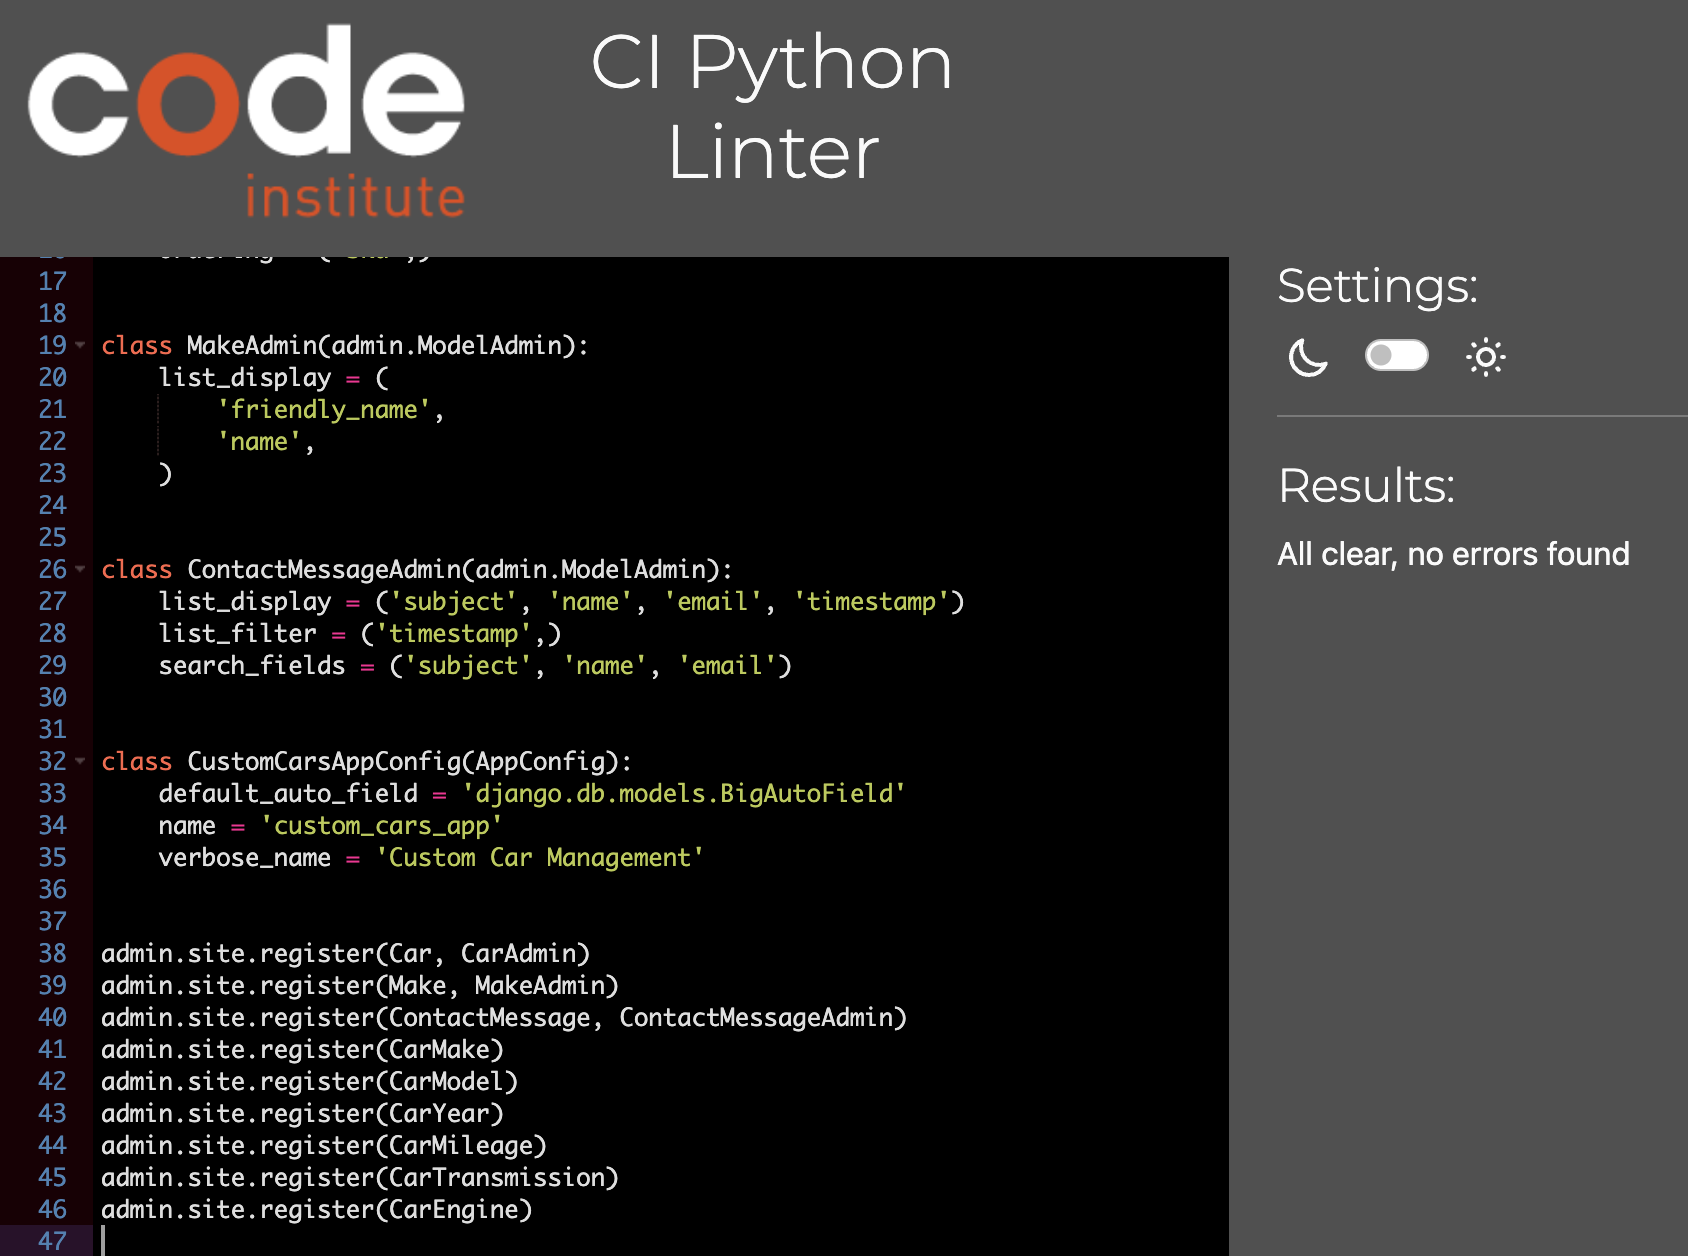 code
institute
CI Python
Linter
17
18
19 class MakeAdmin(admin.ModelAdmin):
20     list_display = (
21         'friendly_name',
22         'name',
23     )
24
25
26 class ContactMessageAdmin(admin.ModelAdmin):
27     list_display = ('subject', 'name', 'email', 'timestamp')
28     list_filter = ('timestamp',)
29     search_fields = ('subject', 'name', 'email')
30
31
32 class CustomCarsAppConfig(AppConfig):
33     default_auto_field = 'django.db.models.BigAutoField'
34     name = 'custom_cars_app'
35     verbose_name = 'Custom Car Management'
36
37
38 admin.site.register(Car, CarAdmin)
39 admin.site.register(Make, MakeAdmin)
40 admin.site.register(ContactMessage, ContactMessageAdmin)
41 admin.site.register(CarMake)
42 admin.site.register(CarModel)
43 admin.site.register(CarYear)
44 admin.site.register(CarMileage)
45 admin.site.register(CarTransmission)
46 admin.site.register(CarEngine)
47
Settings:
Results:
All clear, no errors found